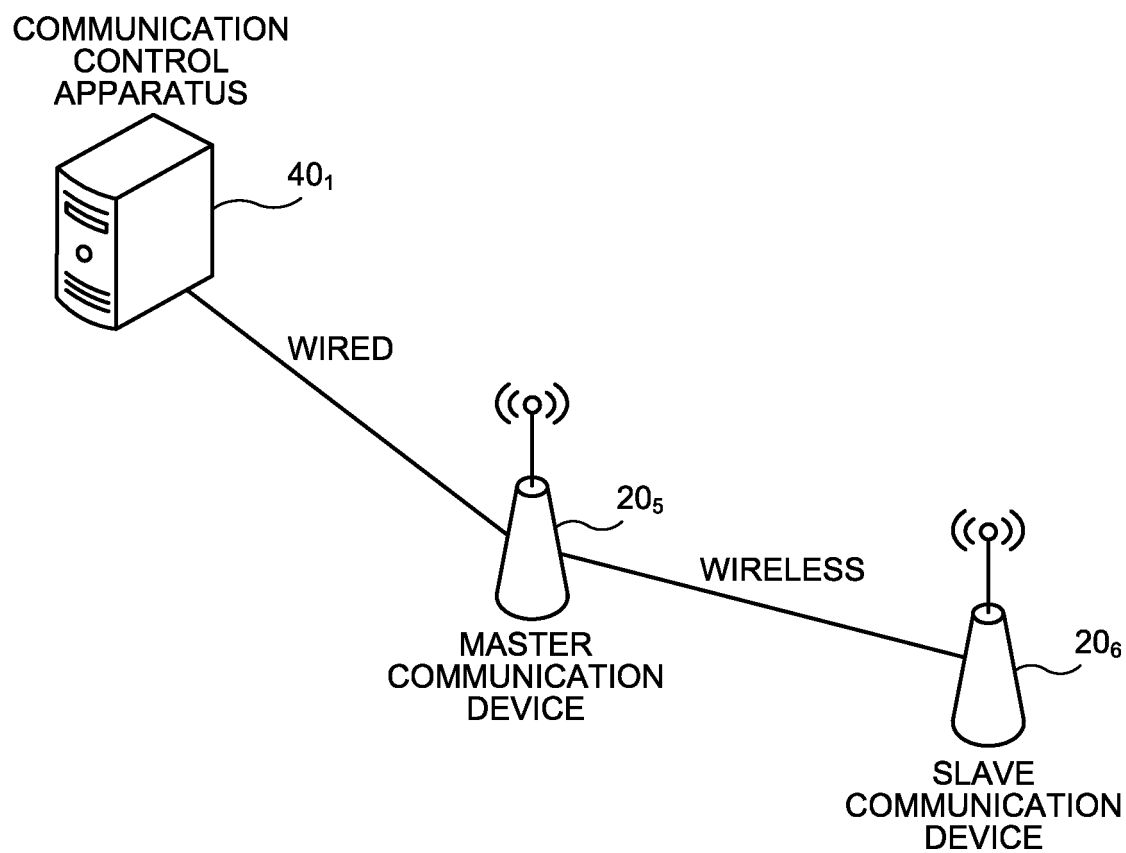 COMMUNICATION
CONTROL
APPARATUS
40₁
WIRED
20₅
WIRELESS
MASTER
COMMUNICATION
DEVICE
20₆
SLAVE
COMMUNICATION
DEVICE